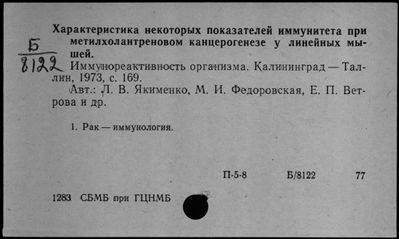 Характеристика некоторых показателей иммунитета при
Б
8122
метилхолантреновом канцерогенезе у линейных мы-
шей.
Иммунореактивность организма. Калининград — Тал-
лин, 1973, с. 169.
Авт.: Л. В. Якименко, М. И. Федоровская, Е. П. Вет-
рова и др.
1. Рак — иммунология.
П-5-8 Б/8122 77
1283 СБМБ при ГЦНМБ